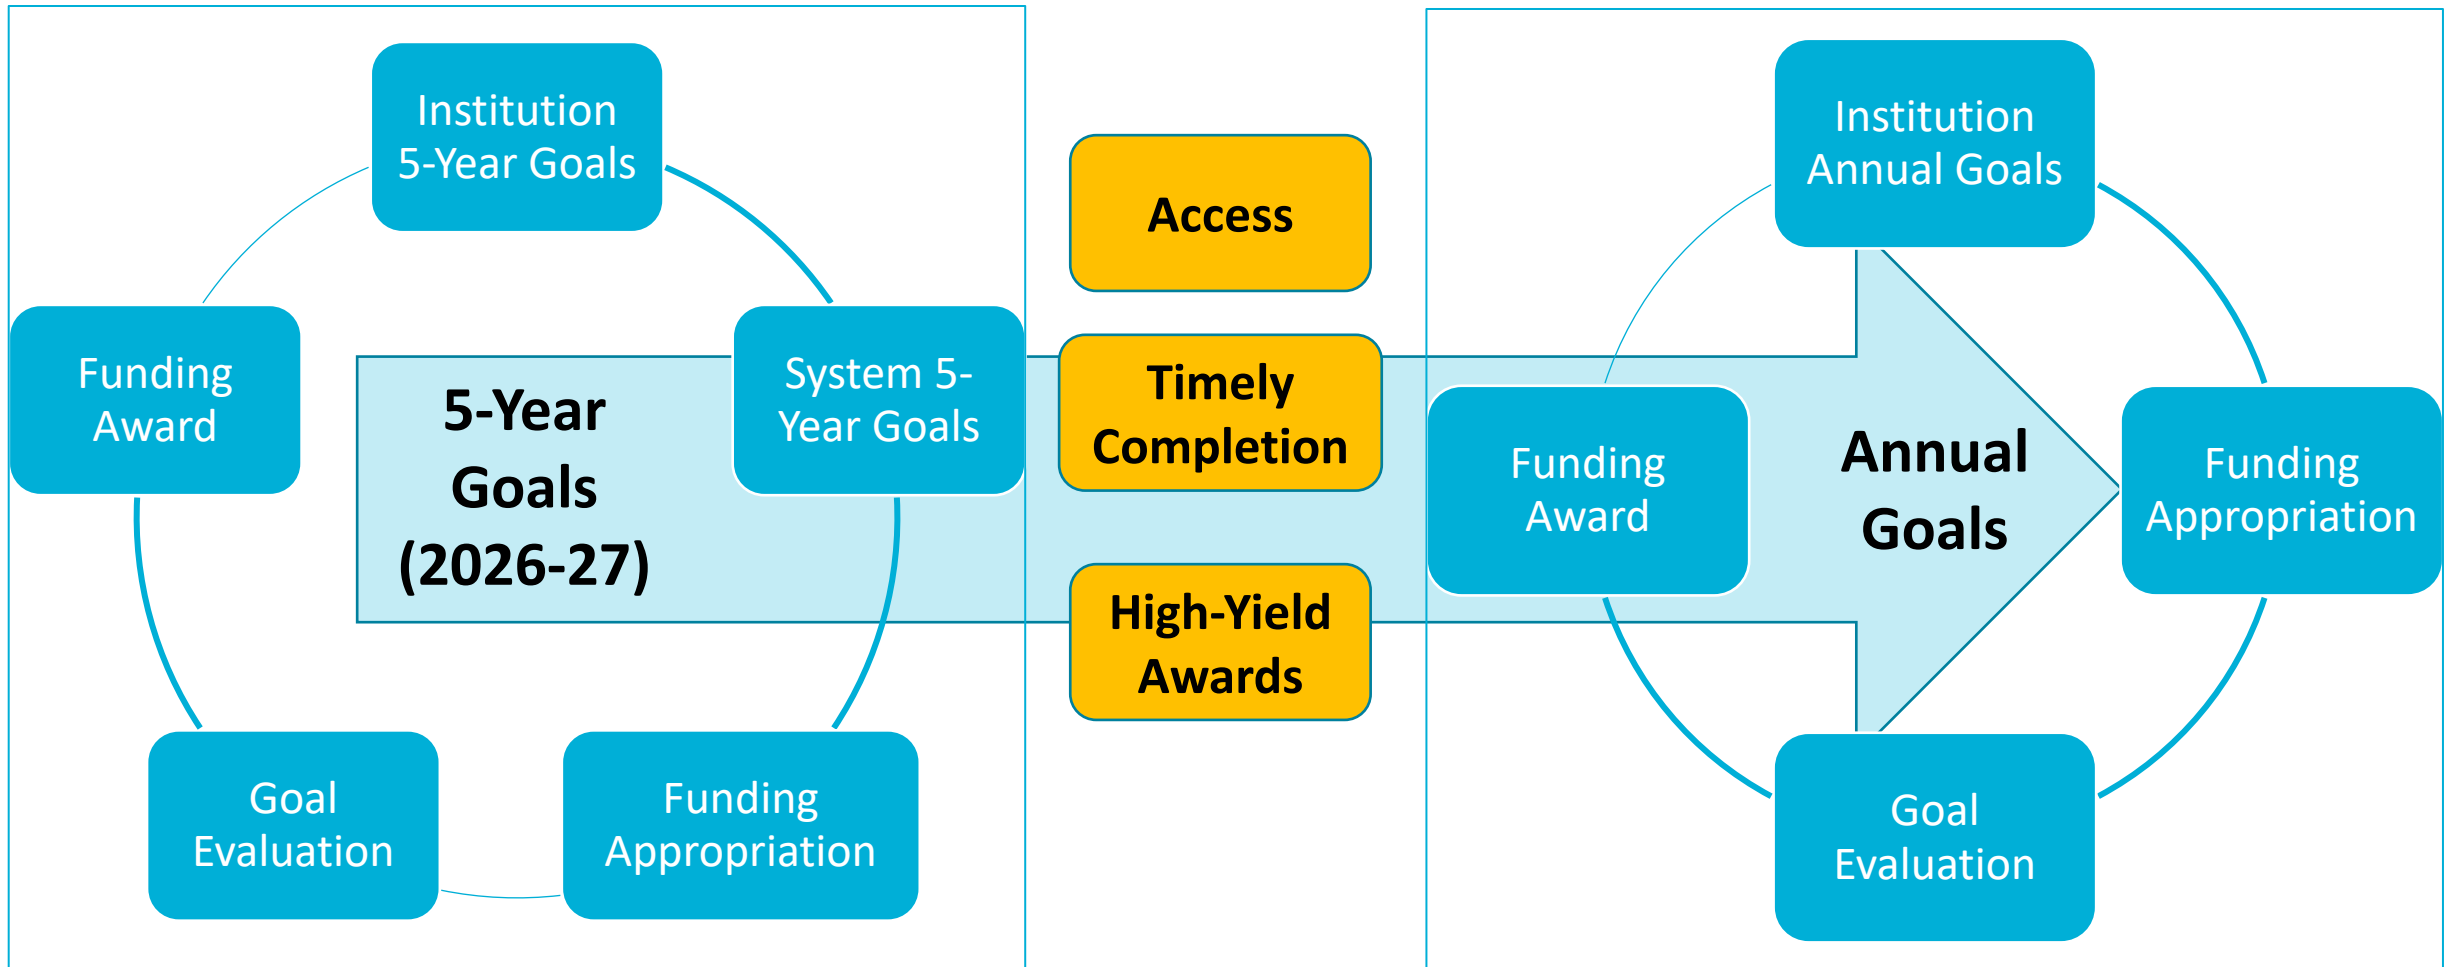 Institution
5-Year Goals
System 5-
Year Goals
Funding
Appropriation
Goal
Evaluation
Funding
Award
5-Year
Goals
(2026-27)
Access
Timely
Completion
High-Yield
Awards
Institution
Annual Goals
Funding
Appropriation
Goal
Evaluation
Funding
Award
Annual
Goals